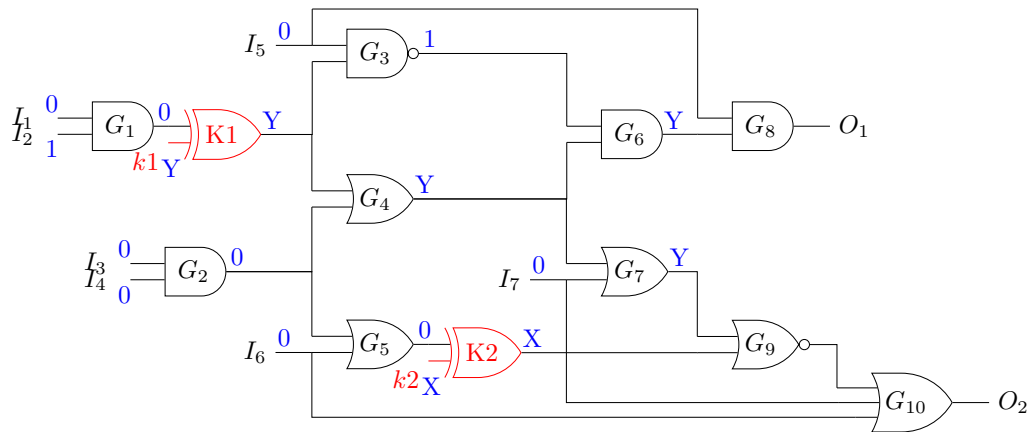 0
I5 G3 1
I1 0 G1 0 K1 Y
I2 1 k1 Y
G6 Y G8 O1
G4 Y
I3 0 G2 0
I4 0
I7 0 G7 Y
I6 0 G5 0 K2 X
k2 X
G9
G10 O2